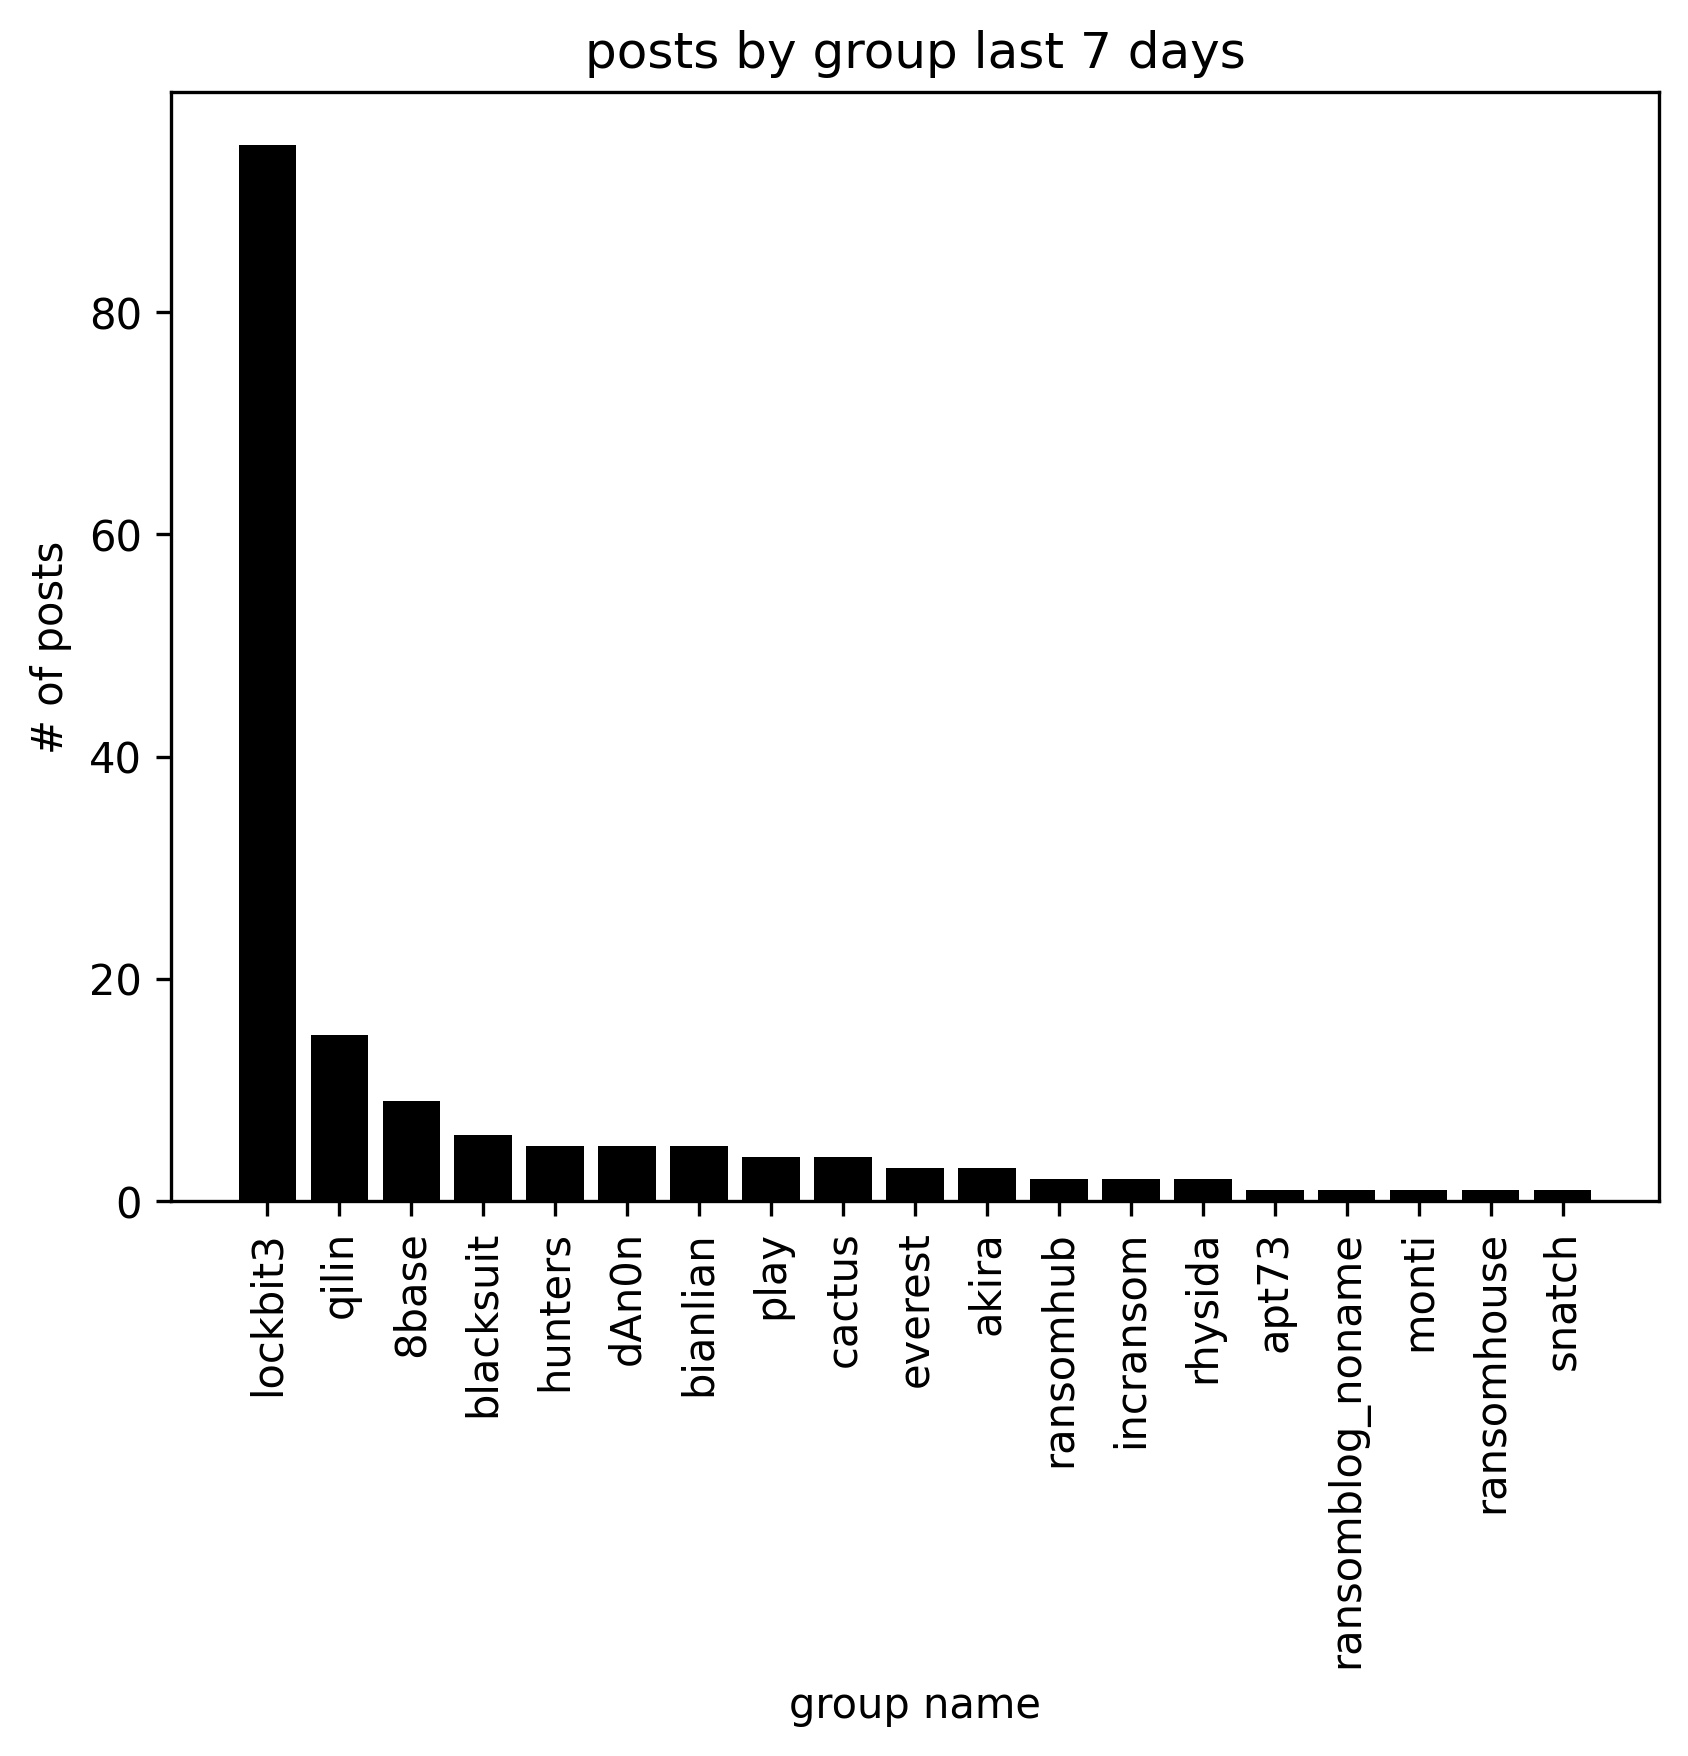 posts by group last 7 days
# of posts
80
60
40
20
0
lockbit3
qilin
8base
blacksuit
hunters
dAn0n
bianlian
play
cactus
everest
akira
ransomhub
incransom
rhysida
apt73
ransomblog_noname
monti
ransomhouse
snatch
group name